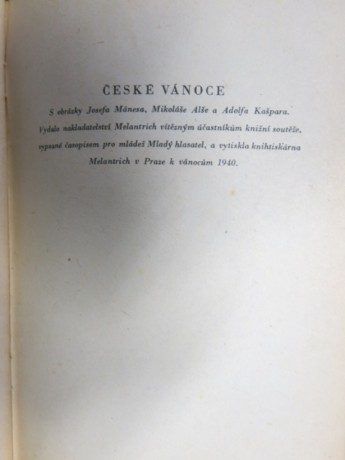 ČESKÉ VÁNOCE
S obrázky Josefa Mánesa, Mikoláše Alše a Adolfa Kašpara.
Vydalo nakladatelství Melantrich vítězným účastníkům knižní soutěže,
vypsané časopisem pro mládež Mladý hlasatel, a vytiskla knihtiskárna
Melantrich v Praze k vánocům 1940.